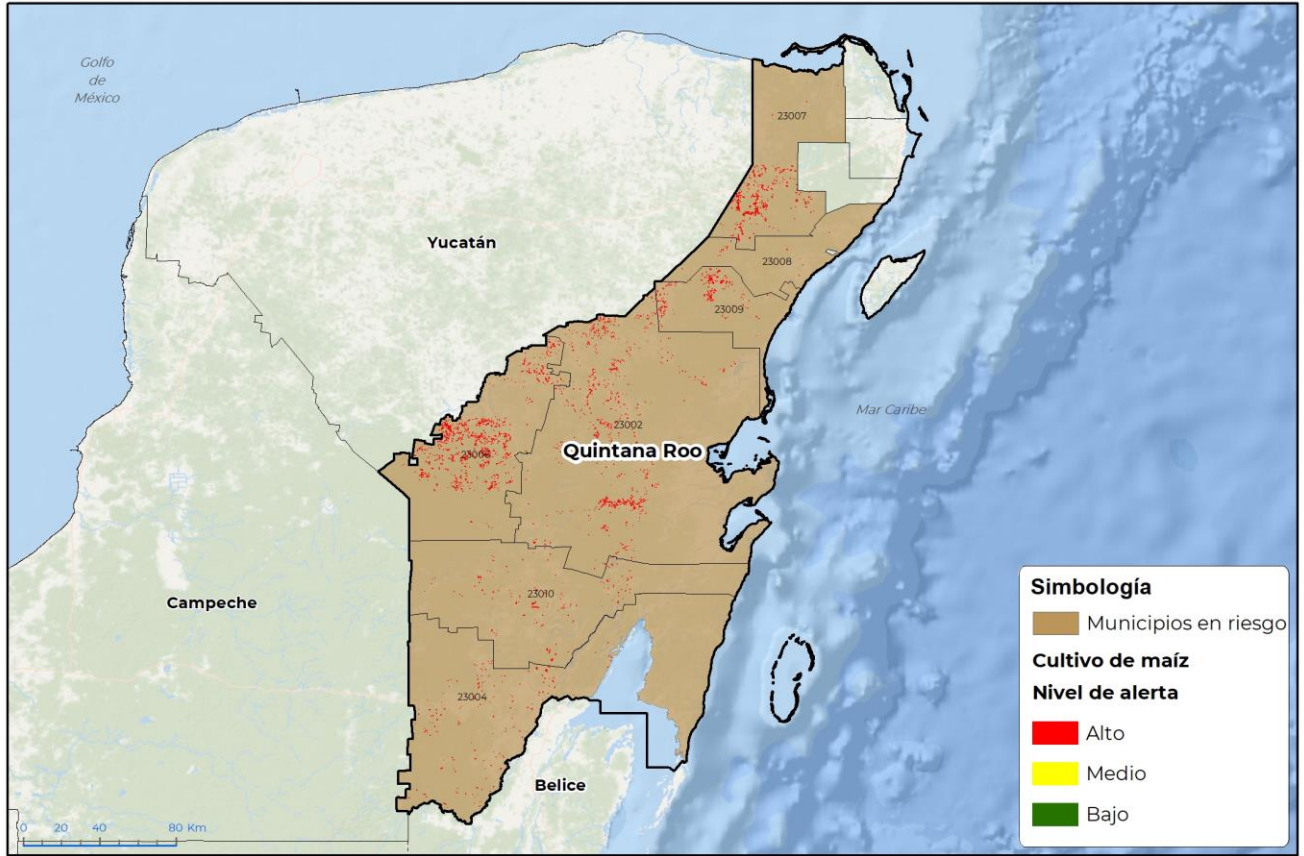 Golfo
de
México
23007
Yucatán
23008
23009
Mar Caribe
23002
Quintana Roo
23006
23010
Campeche
23004
Belice
0 20 40 80 Km
Simbología
Municipios en riesgo
Cultivo de maíz
Nivel de alerta
Alto
Medio
Bajo